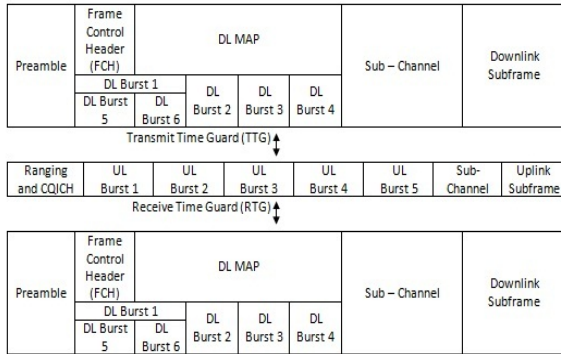 Preamble
Frame
Control
Header
(FCH)
DL MAP
Sub – Channel
Downlink
Subframe
DL Burst 1
DL Burst
5
DL
Burst 6
DL
Burst 2
DL
Burst 3
DL
Burst 4
Transmit Time Guard (TTG)
Ranging
and CQICH
UL
Burst 1
UL
Burst 2
UL
Burst 3
UL
Burst 4
UL
Burst 5
Sub-
Channel
Uplink
Subframe
Receive Time Guard (RTG)
Preamble
Frame
Control
Header
(FCH)
DL MAP
Sub – Channel
Downlink
Subframe
DL Burst 1
DL Burst
5
DL
Burst 6
DL
Burst 2
DL
Burst 3
DL
Burst 4